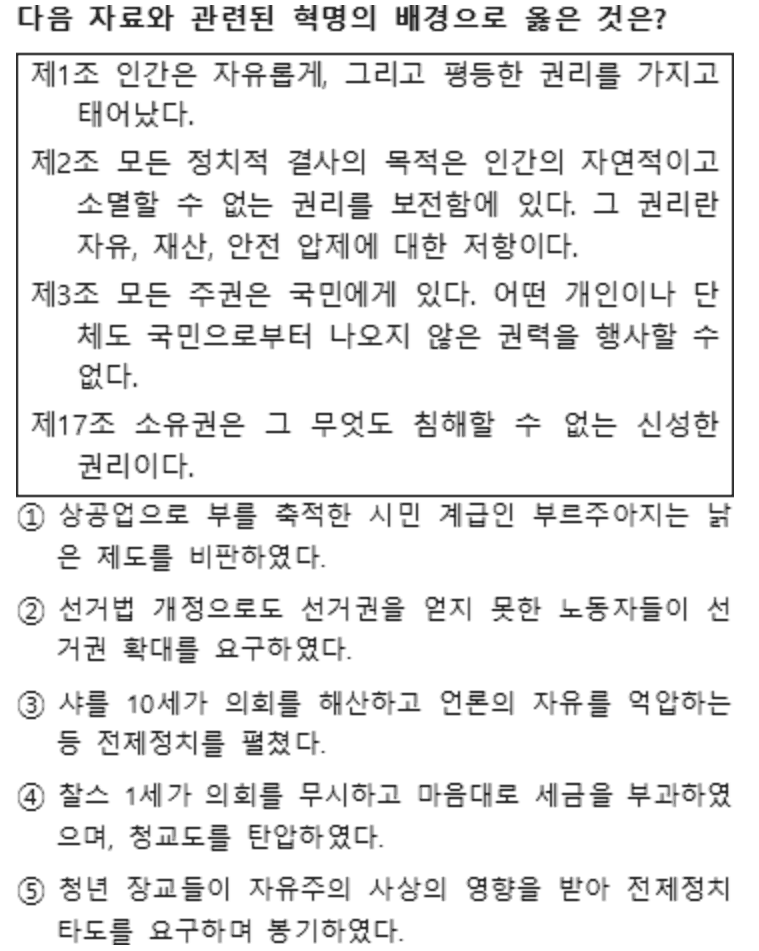 다음 자료와 관련된 혁명의 배경으로 옳은 것은?
제1조 인간은 자유롭게, 그리고 평등한 권리를 가지고
태어났다.
제2조 모든 정치적 결사의 목적은 인간의 자연적이고
소멸할 수 없는 권리를 보전함에 있다. 그 권리란
자유, 재산, 안전 압제에 대한 저항이다.
제3조 모든 주권은 국민에게 있다. 어떤 개인이나 단
체도 국민으로부터 나오지 않은 권력을 행사할 수
없다.
제17조 소유권은 그 무엇도 침해할 수 없는 신성한
권리이다.
① 상공업으로 부를 축적한 시민 계급인 부르주아지는 낡
은 제도를 비판하였다.
② 선거법 개정으로도 선거권을 얻지 못한 노동자들이 선
거권 확대를 요구하였다.
③ 샤를 10세가 의회를 해산하고 언론의 자유를 억압하는
등 전제정치를 펼쳤다.
④ 찰스 1세가 의회를 무시하고 마음대로 세금을 부과하였
으며, 청교도를 탄압하였다.
⑤ 청년 장교들이 자유주의 사상의 영향을 받아 전제정치
타도를 요구하며 봉기하였다.